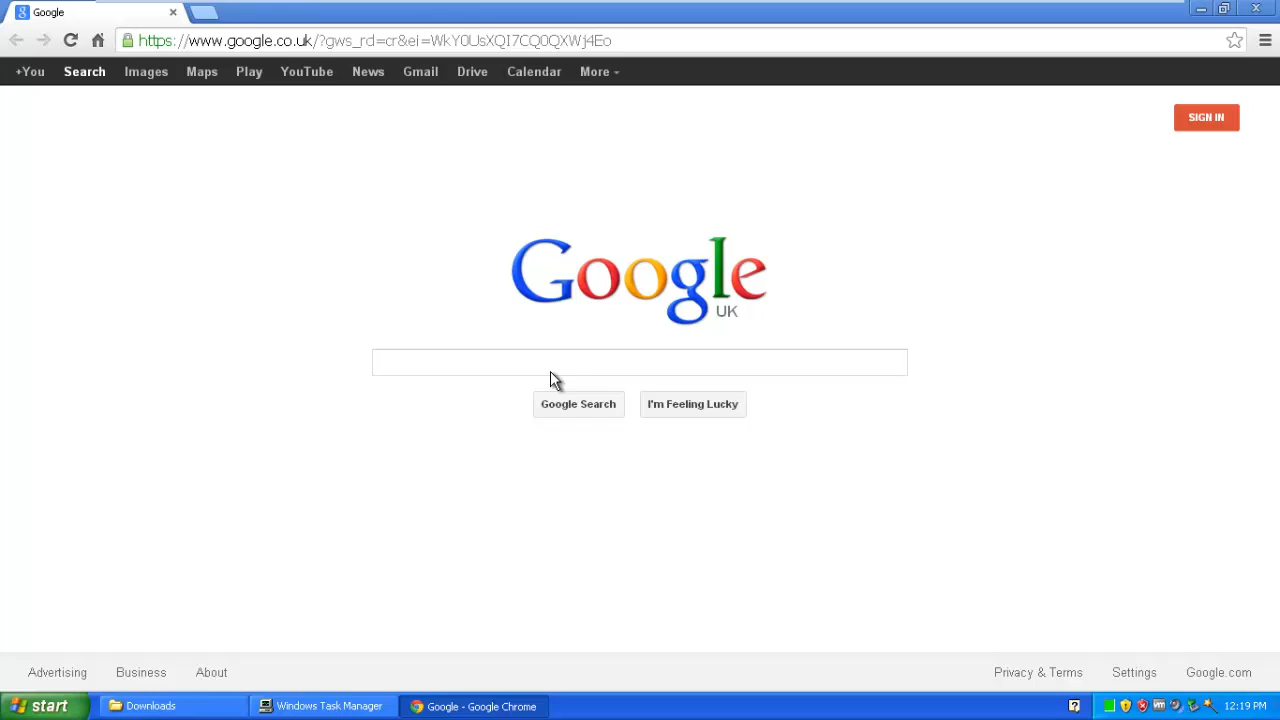 Google
https://www.google.co.uk/?gws_rd=cr&ei=WkY0UsXQI7CQ0QXWj4Eo
+You Search Images Maps Play YouTube News Gmail Drive Calendar More
SIGN IN
Google
UK
Google Search I'm Feeling Lucky
Advertising Business About Privacy & Terms Settings Google.com
start Downloads Windows Task Manager Google - Google Chrome 12:19 PM